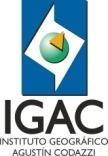 IGAC
INSTITUTO GEOGRÁFICO
AGUSTÍN CODAZZI